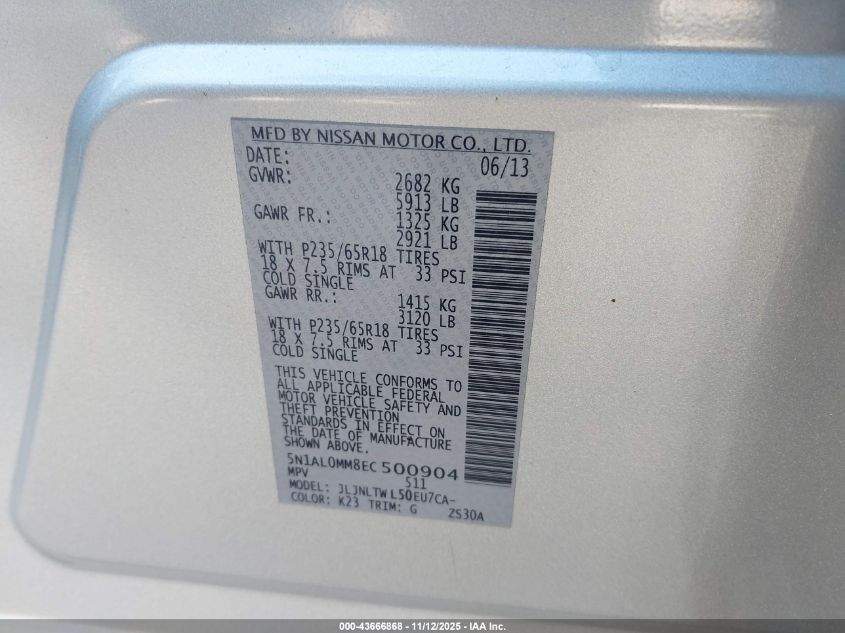 MFD BY NISSAN MOTOR CO., LTD.
DATE: 06/13
GVWR: 2682 KG
5913 LB
GAWR FR.: 1325 KG
2921 LB
WITH P235/65R18 TIRES
18 X 7.5 RIMS AT 33 PSI
COLD SINGLE
GAWR RR.: 1415 KG
3120 LB
WITH P235/65R18 TIRES
18 X 7.5 RIMS AT 33 PSI
COLD SINGLE
THIS VEHICLE CONFORMS TO
ALL APPLICABLE FEDERAL
MOTOR VEHICLE SAFETY AND
THEFT PREVENTION
STANDARDS IN EFFECT ON
THE DATE OF MANUFACTURE
SHOWN ABOVE.
5N1AL0MM8EC500904
MPV 511
MODEL: JLJNLTWL50EU7CA-
COLOR: K23 TRIM: G ZS30A
000-43666868 - 11/12/2025 - IAA Inc.